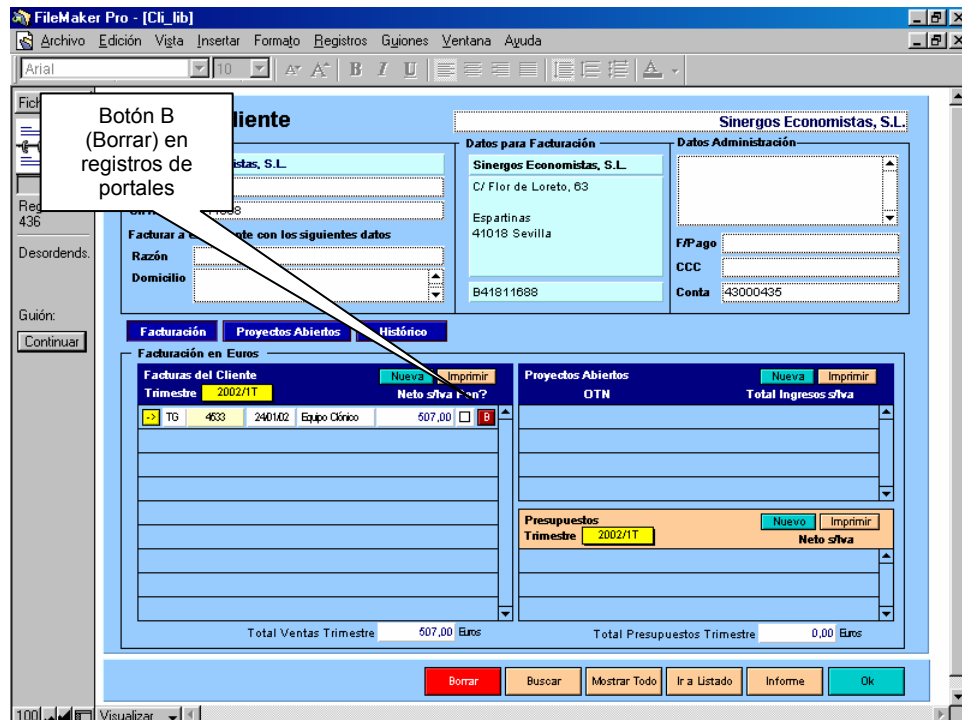 FileMaker Pro - [Cli_lib]
Archivo Edición Vista Insertar Formato Registros Guiones Ventana Ayuda
Arial 10 B I U A
Botón B
(Borrar) en
registros de
portales
436
Desordends.
Guión:
Continuar
liente
Sinergos Economistas, S.L.
istas, S.L.
Facturar a
nte con los siguientes datos
Razón
Domicilio
Datos para Facturación
Sinergos Economistas, S.L.
C/ Flor de Loreto, 63
Espartinas
41018 Sevilla
B41811688
Datos Administración
F/Pago
CCC
Conta 43000435
Facturación Proyectos Abiertos Histórico
Facturación en Euros
Facturas del Cliente Nueva Imprimir
Trimestre 2002/1T Neto s/Iva
-> TG 4533 24/01/02 Equipo Clónico 507,00 B
Total Ventas Trimestre 507,00 Euros
Proyectos Abiertos Nueva Imprimir
OTN Total Ingresos s/Iva
Presupuestos Nuevo Imprimir
Trimestre 2002/1T Neto s/Iva
Total Presupuestos Trimestre 0,00 Euros
Borrar Buscar Mostrar Todo Ir a Listado Informe Ok
100 Visualizar